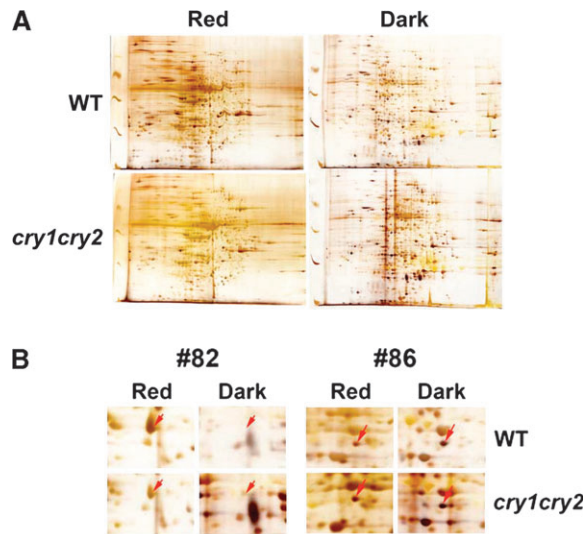 A
Red Dark
WT
cry1cry2
B
#82 #86
Red Dark Red Dark
WT
cry1cry2